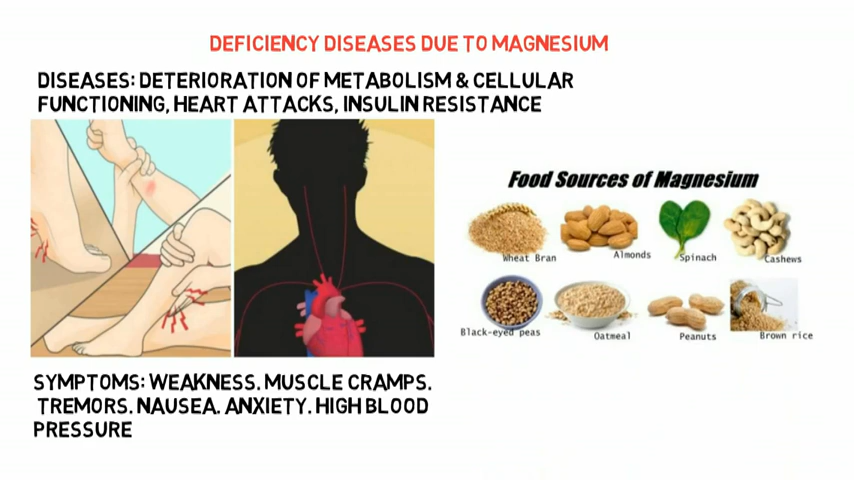 DEFICIENCY DISEASES DUE TO MAGNESIUM
DISEASES: DETERIORATION OF METABOLISM & CELLULAR
FUNCTIONING, HEART ATTACKS, INSULIN RESISTANCE
Food Sources of Magnesium
Wheat Bran
Almonds
Spinach
Cashews
Black-eyed peas
Oatmeal
Peanuts
Brown rice
SYMPTOMS: WEAKNESS. MUSCLE CRAMPS.
TREMORS. NAUSEA. ANXIETY. HIGH BLOOD
PRESSURE